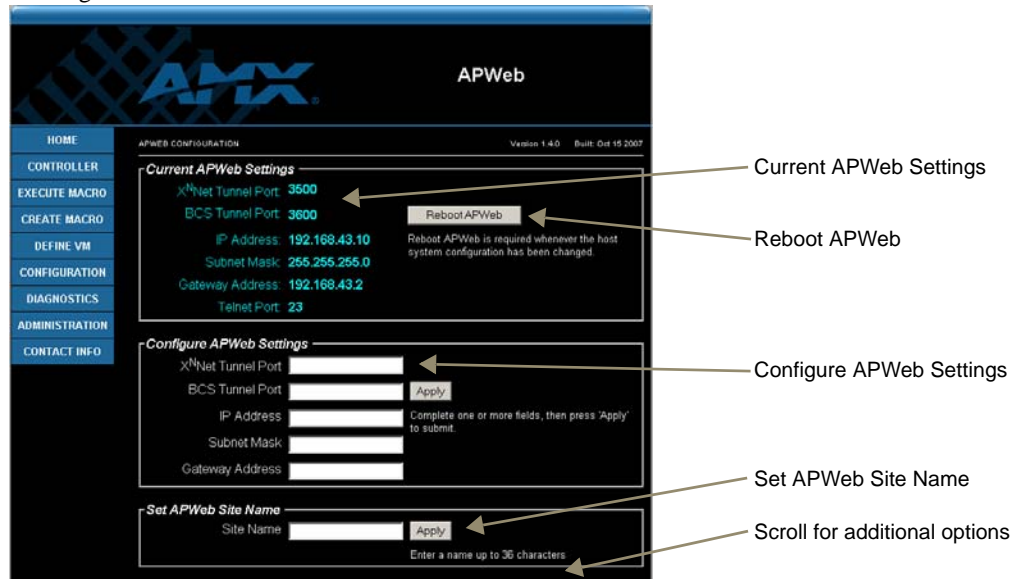 AMX
APWeb
HOME
CONTROLLER
EXECUTE MACRO
CREATE MACRO
DEFINE VM
CONFIGURATION
DIAGNOSTICS
ADMINISTRATION
CONTACT INFO
APWEB CONFIGURATION Version 1.4.0 Built: Oct 15 2007
Current APWeb Settings
XNNet Tunnel Port: 3500
BCS Tunnel Port: 3600
IP Address: 192.168.43.10
Subnet Mask: 255.255.255.0
Gateway Address: 192.168.43.2
Telnet Port: 23
Reboot APWeb
Reboot APWeb is required whenever the host
system configuration has been changed.
Configure APWeb Settings
XNNet Tunnel Port
BCS Tunnel Port
IP Address
Subnet Mask
Gateway Address
Apply
Complete one or more fields, then press 'Apply'
to submit.
Set APWeb Site Name
Site Name
Apply
Enter a name up to 36 characters
Current APWeb Settings
Reboot APWeb
Configure APWeb Settings
Set APWeb Site Name
Scroll for additional options